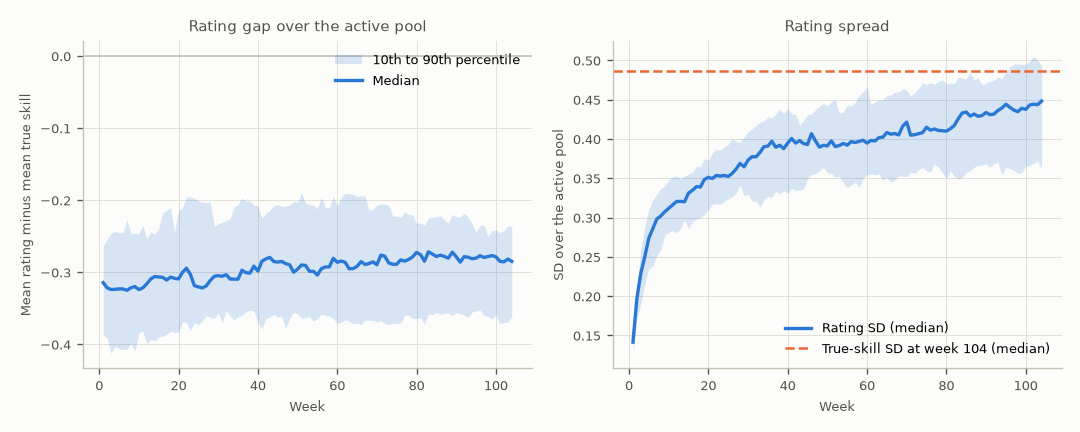 Rating gap over the active pool
Mean rating minus mean true skill
0.0
−0.1
−0.2
−0.3
−0.4
10th to 90th percentile
Median
0
20
40
60
80
100
Week
Rating spread
SD over the active pool
0.50
0.45
0.40
0.35
0.30
0.25
0.20
0.15
Rating SD (median)
True-skill SD at week 104 (median)
0
20
40
60
80
100
Week